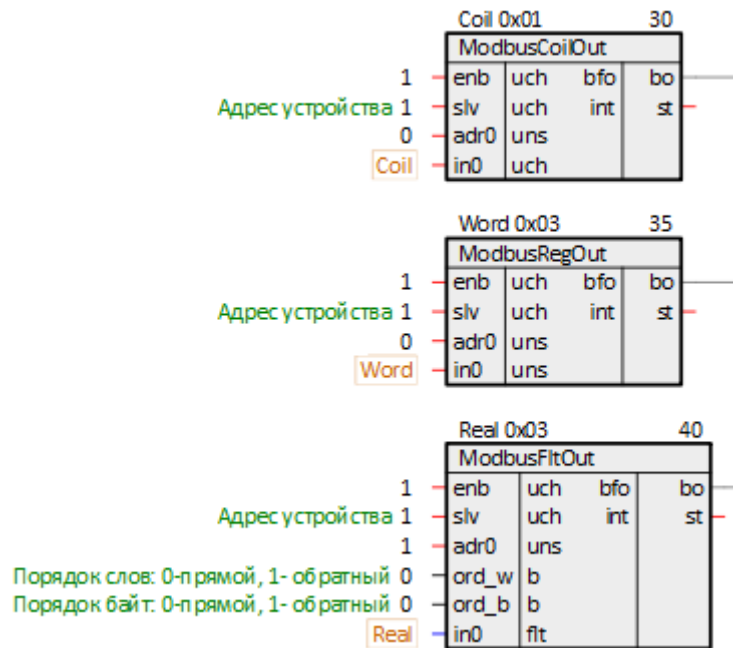 Coil 0x01 30
ModbusCoilOut
1 enb uch bfo bo
Адрес устройства 1 slv uch int st
0 adr0 uns
Coil in0 uch
Word 0x03 35
ModbusRegOut
1 enb uch bfo bo
Адрес устройства 1 slv uch int st
0 adr0 uns
Word in0 uns
Real 0x03 40
ModbusFltOut
1 enb uch bfo bo
Адрес устройства 1 slv uch int st
1 adr0 uns
Порядок слов: 0-прямой, 1- обратный 0 ord_w b
Порядок байт: 0-прямой, 1- обратный 0 ord_b b
Real in0 flt